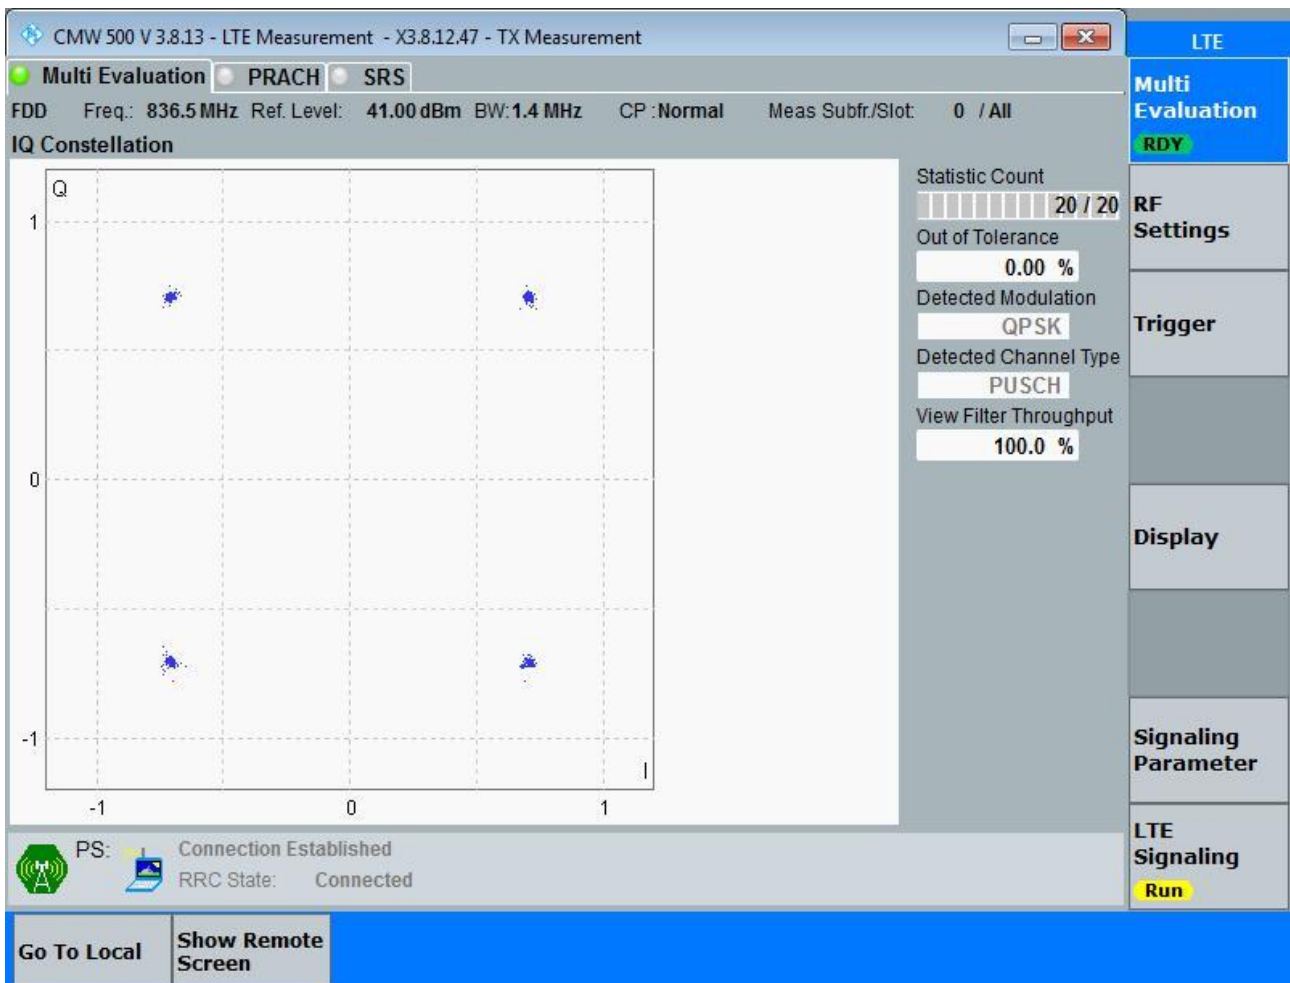 CMW 500 V 3.8.13 - LTE Measurement - X3.8.12.47 - TX Measurement
LTE
Multi Evaluation PRACH SRS
FDD Freq.: 836.5 MHz Ref. Level: 41.00 dBm BW: 1.4 MHz CP : Normal Meas Subfr./Slot: 0 / All
IQ Constellation
Q
1
0
-1
-1 0 1
I
Statistic Count
20 / 20
Out of Tolerance
0.00 %
Detected Modulation
QPSK
Detected Channel Type
PUSCH
View Filter Throughput
100.0 %
Multi
Evaluation
RDY
RF
Settings
Trigger
Display
Signaling
Parameter
LTE
Signaling
Run
PS: Connection Established
RRC State: Connected
Go To Local
Show Remote
Screen